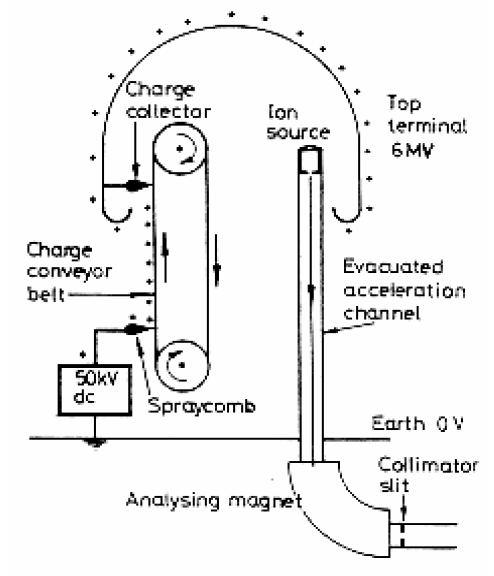 Charge
collector
Ion
source
Top
terminal
6MV
Charge
conveyor
belt
Evacuated
acceleration
channel
50kV
dc
Spraycomb
Earth 0V
Analysing magnet
Collimator
slit